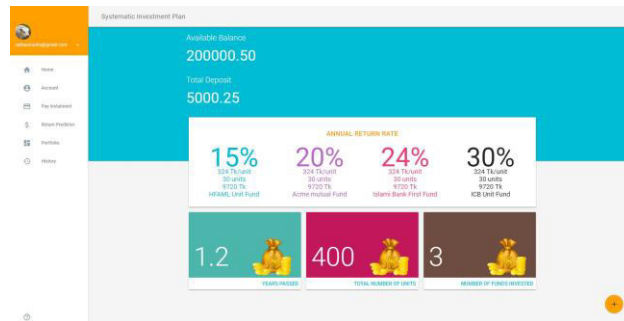 Systematic Investment Plan
Home
Account
Pay Instalment
Return Prediction
Portfolio
History
Available Balance
200000.50
Total Deposit
5000.25
ANNUAL RETURN RATE
15%
324 Tk/unit
30 units
9720 Tk
HFAML Unit Fund
20%
324 Tk/unit
30 units
9720 Tk
Acme mutual Fund
24%
324 Tk/unit
30 units
9720 Tk
Islami Bank First Fund
30%
324 Tk/unit
30 units
9720 Tk
ICB Unit Fund
1.2
YEARS PASSED
400
TOTAL NUMBER OF UNITS
3
NUMBER OF FUNDS INVESTED